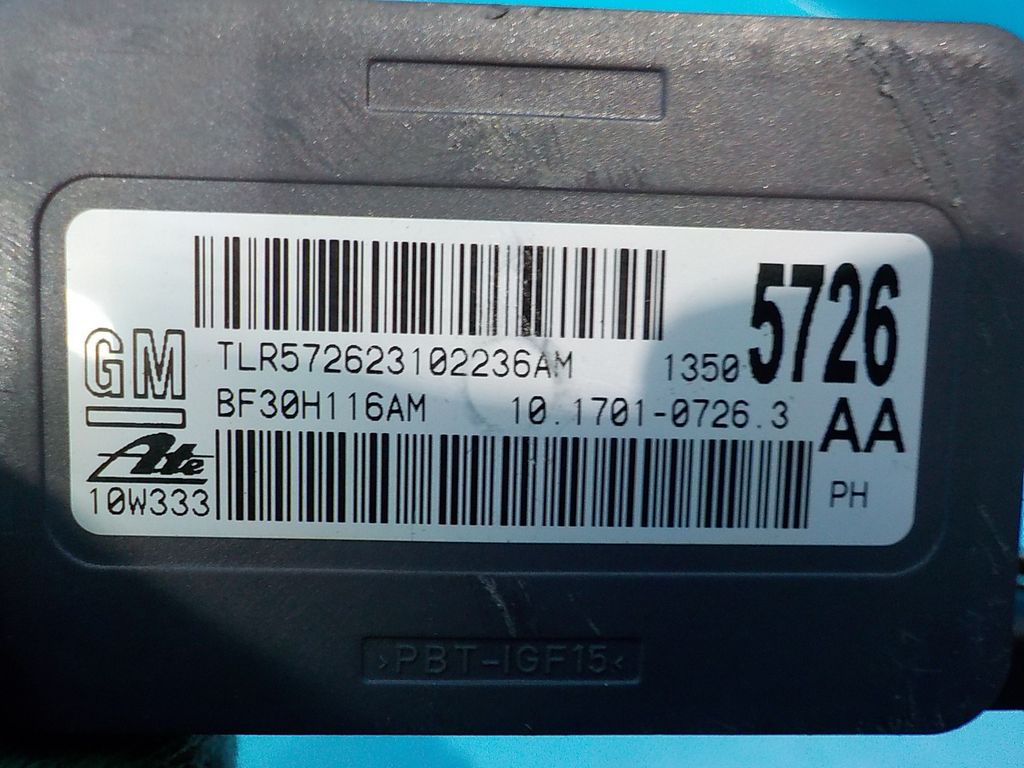 GM
TLR572623102236AM
1350 5726
BF30H116AM 10.1701-0726.3
AA
Ate
10W333
PH
>PBT-IGF15<